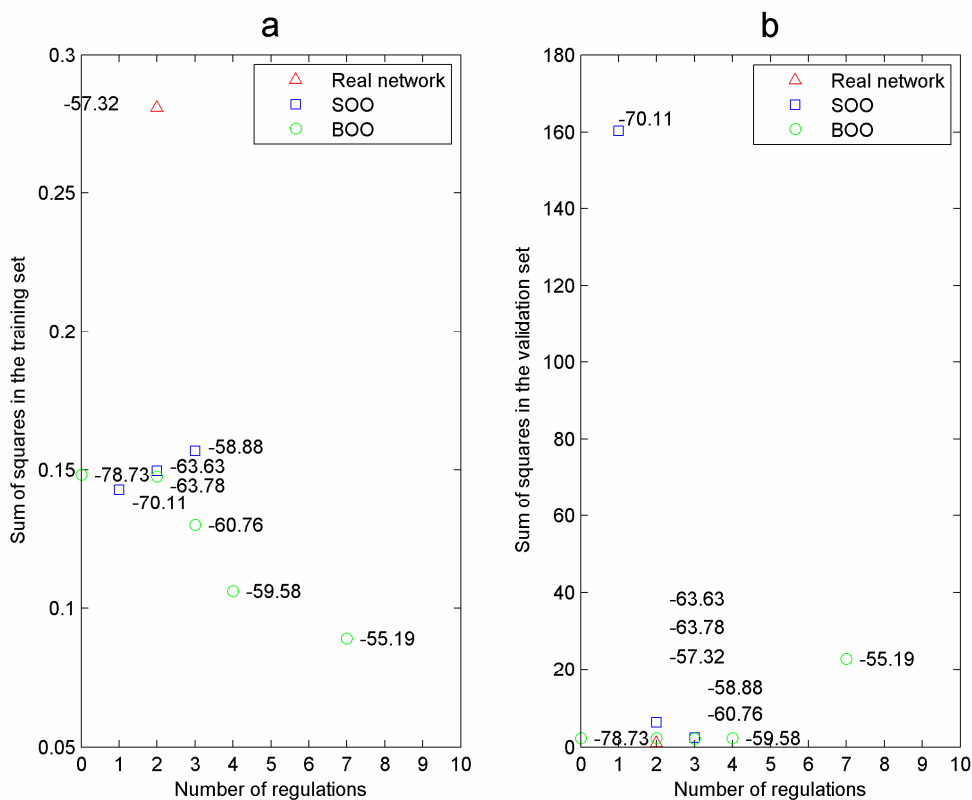 a
0.3
0.25
0.2
0.15
0.1
0.05
Sum of squares in the training set
-57.32
Real network
SOO
BOO
-58.88
-63.63
-78.73
-63.78
-70.11
-60.76
-59.58
-55.19
0 1 2 3 4 5 6 7 8 9 10
Number of regulations
b
180
160
140
120
100
80
60
40
20
0
Sum of squares in the validation set
-70.11
Real network
SOO
BOO
-63.63
-63.78
-57.32
-58.88
-60.76
-55.19
-78.73
-59.58
0 1 2 3 4 5 6 7 8 9 10
Number of regulations